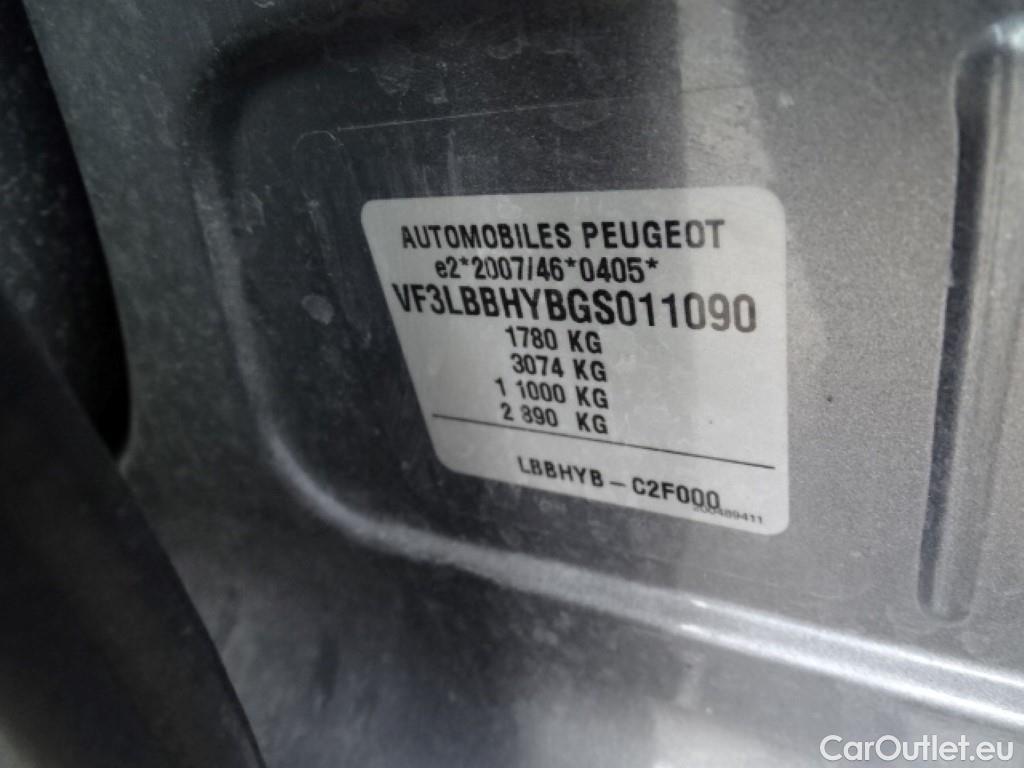 AUTOMOBILES PEUGEOT
e2*2007/46*0405*
VF3LBBHYBGS011090
1780 KG
3074 KG
1 1000 KG
2 890 KG
LBBHYB - C2F000
200489411
CarOutlet.eu